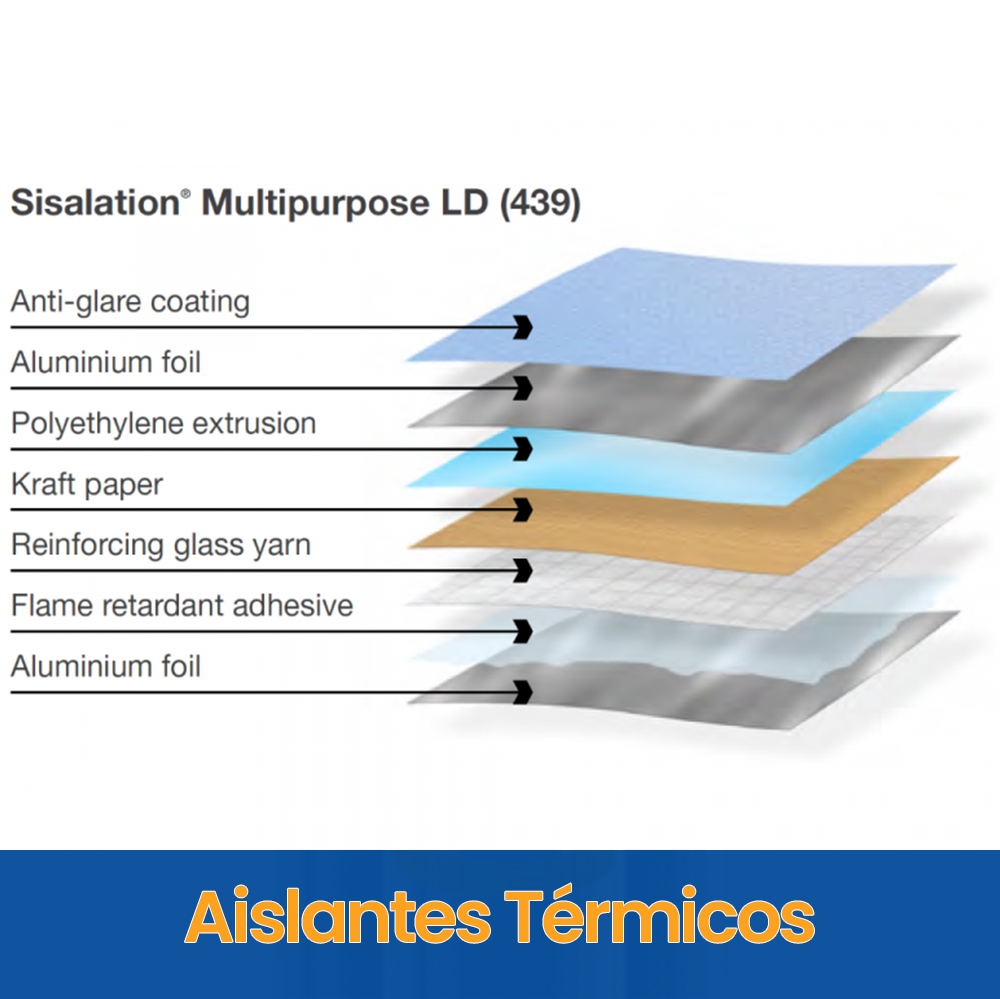 Sisalation® Multipurpose LD (439)
Anti-glare coating
Aluminium foil
Polyethylene extrusion
Kraft paper
Reinforcing glass yarn
Flame retardant adhesive
Aluminium foil
Aislantes Térmicos